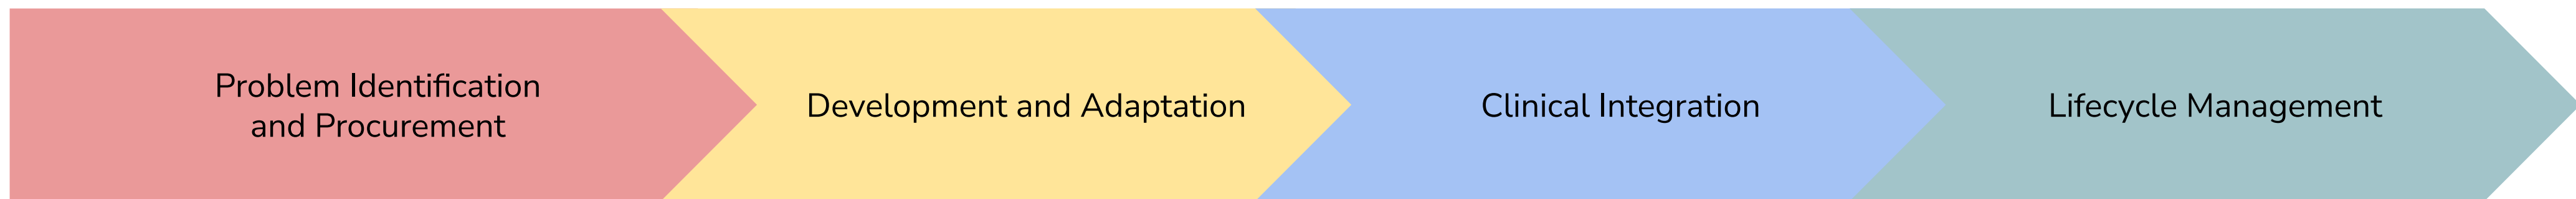 Problem Identification
and Procurement
Development and Adaptation
Clinical Integration
Lifecycle Management